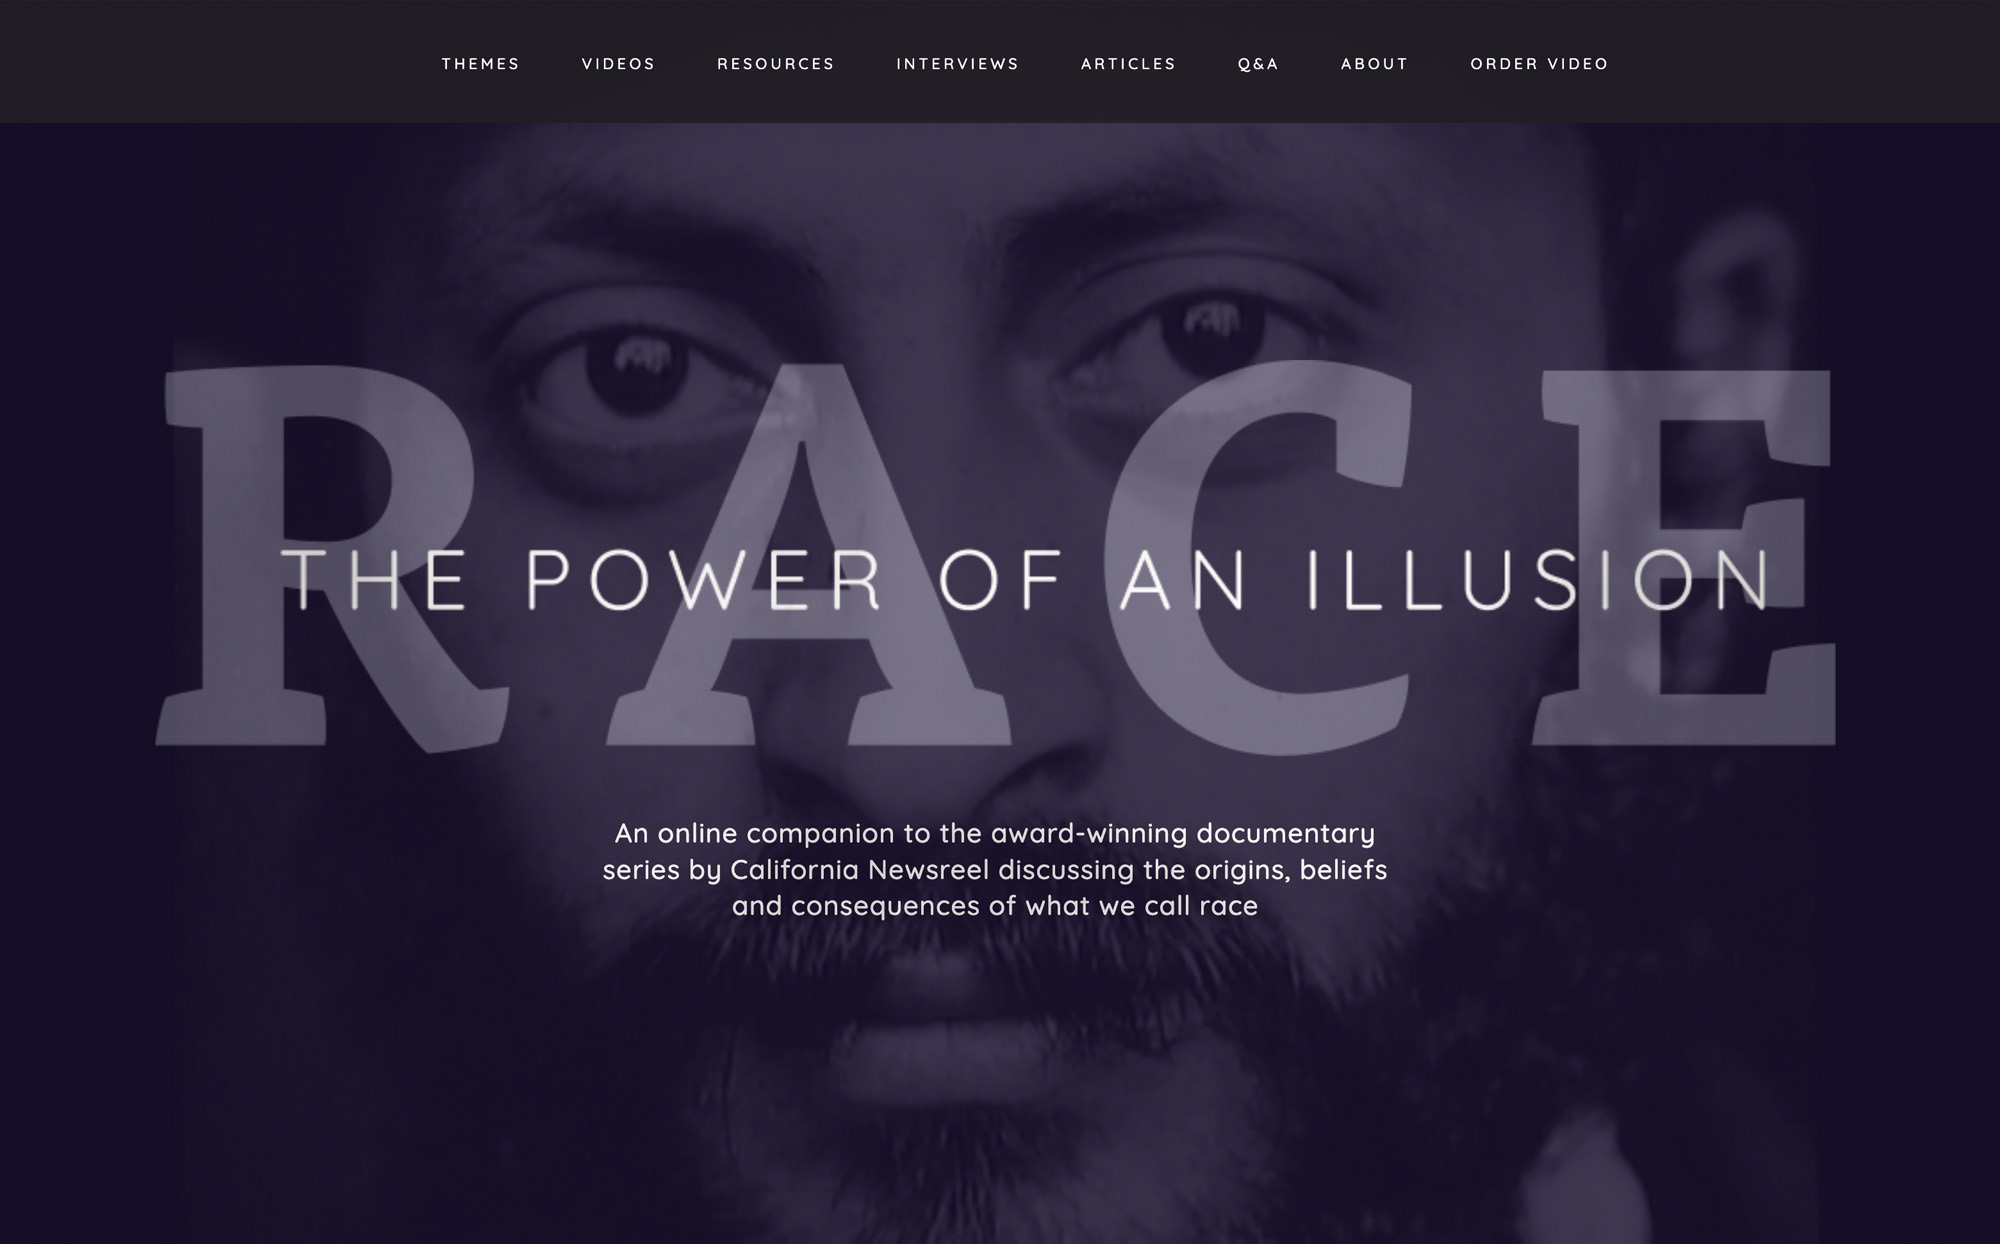 THEMES VIDEOS RESOURCES INTERVIEWS ARTICLES Q&A ABOUT ORDER VIDEO
RACE
THE POWER OF AN ILLUSION
An online companion to the award-winning documentary
series by California Newsreel discussing the origins, beliefs
and consequences of what we call race